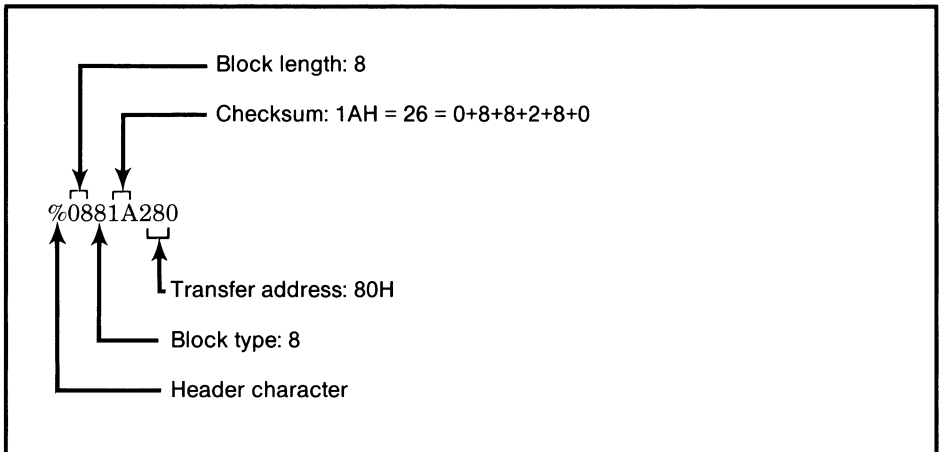 Block length: 8
Checksum: 1AH = 26 = 0+8+8+2+8+0
%0881A280
Transfer address: 80H
Block type: 8
Header character